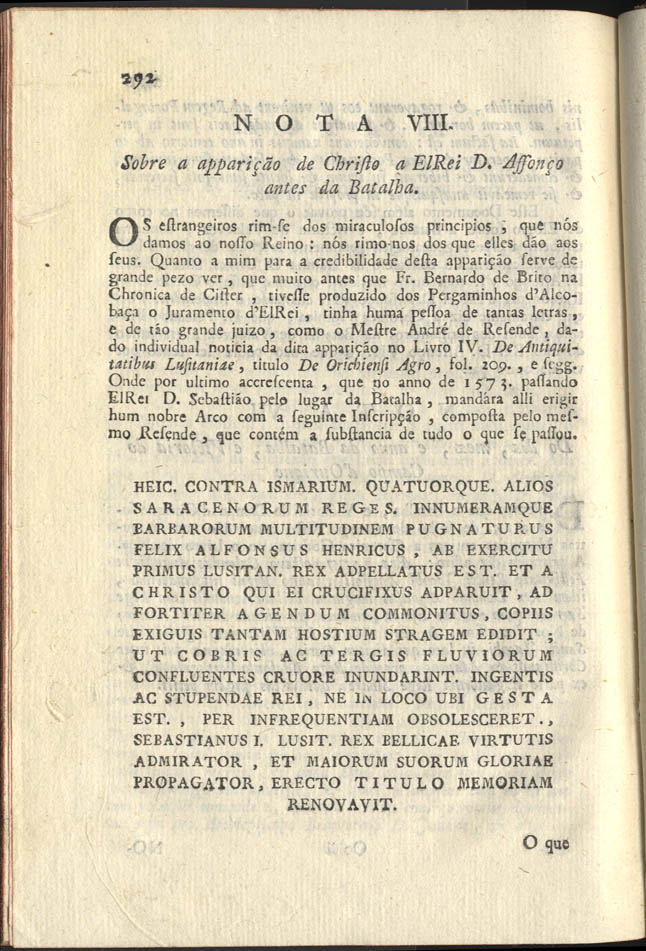 292
N O T A VIII.
Sobre a apparição de Chriſto a ElRei D. Affonço
antes da Batalha.
OS eſtrangeiros rim-ſe dos miraculoſos principios, que nós
damos ao noſſo Reino : nós rimo-nos dos que elles dão aos
ſeus. Quanto a mim para a credibilidade deſta apparição ſerve de
grande pezo ver, que muito antes que Fr. Bernardo de Brito na
Chronica de Ciſter, tiveſſe produzido dos Pergaminhos d'Alco-
baça o Juramento d'ElRei, tinha huma peſſoa de tantas letras,
e de tão grande juizo, como o Meſtre André de Reſende, da-
do individual noticia da dita apparição no Livro IV. De Antiqui-
tatibus Luſitaniae, titulo De Orichienſi Agro, fol. 209., e ſegg.
Onde por ultimo accreſcenta, que no anno de 1573. paſſando
ElRei D. Sebaſtião pelo lugar da Batalha, mandára alli erigir
hum nobre Arco com a ſeguinte Inſcripção, compoſta pelo meſ-
mo Reſende, que contém a ſubſtancia de tudo o que ſe paſſou.
HEIC. CONTRA ISMARIUM. QUATUORQUE. ALIOS
SARACENORUM REGES. INNUMERAMQUE
BARBARORUM MULTITUDINEM PUGNATURUS
FELIX ALFONSUS HENRICUS, AB EXERCITU
PRIMUS LUSITAN. REX ADPELLATUS EST. ET A
CHRISTO QUI EI CRUCIFIXUS ADPARUIT, AD
FORTITER AGENDUM COMMONITUS, COPIIS
EXIGUIS TANTAM HOSTIUM STRAGEM EDIDIT ;
UT COBRIS AC TERGIS FLUVIORUM
CONFLUENTES CRUORE INUNDARINT. INGENTIS
AC STUPENDAE REI, NE IN LOCO UBI GESTA
EST., PER INFREQUENTIAM OBSOLESCERET.,
SEBASTIANUS I. LUSIT. REX BELLICAE VIRTUTIS
ADMIRATOR, ET MAIORUM SUORUM GLORIAE
PROPAGATOR, ERECTO TITULO MEMORIAM
RENOVAVIT.
O que